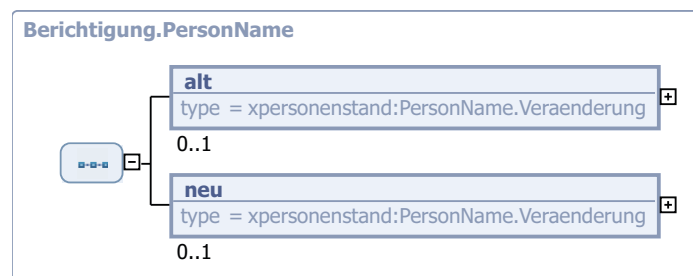 Berichtigung.PersonName
alt
type = xpersonenstand:PersonName.Veraenderung
0..1
neu
type = xpersonenstand:PersonName.Veraenderung
0..1